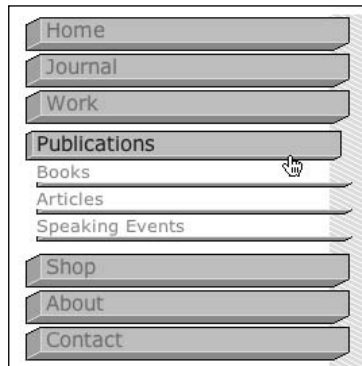 Home
Journal
Work
Publications
Books
Articles
Speaking Events
Shop
About
Contact